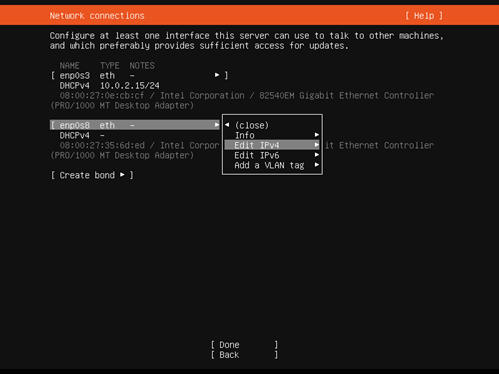 Network connections [ Help ]
Configure at least one interface this server can use to talk to other machines,
and which preferably provides sufficient access for updates.
NAME TYPE NOTES
[ enp0s3 eth - ▸ ]
DHCPv4 10.0.2.15/24
08:00:27:0e:cb:cf / Intel Corporation / 82540EM Gigabit Ethernet Controller
(PRO/1000 MT Desktop Adapter)
[ enp0s8 eth - ▸
DHCPv4 -
08:00:27:35:6d:ed / Intel Corpor
it Ethernet Controller
(PRO/1000 MT Desktop Adapter)
◂ (close)
Info ▸
Edit IPv4 ▸
Edit IPv6 ▸
Add a VLAN tag ▸
[ Create bond ▸ ]
[ Done ]
[ Back ]